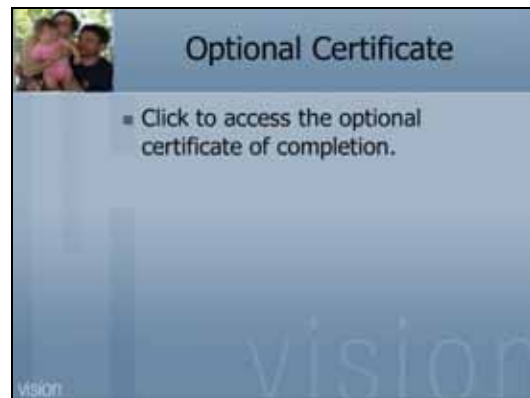 Optional Certificate
Click to access the optional
certificate of completion.
vision
vision